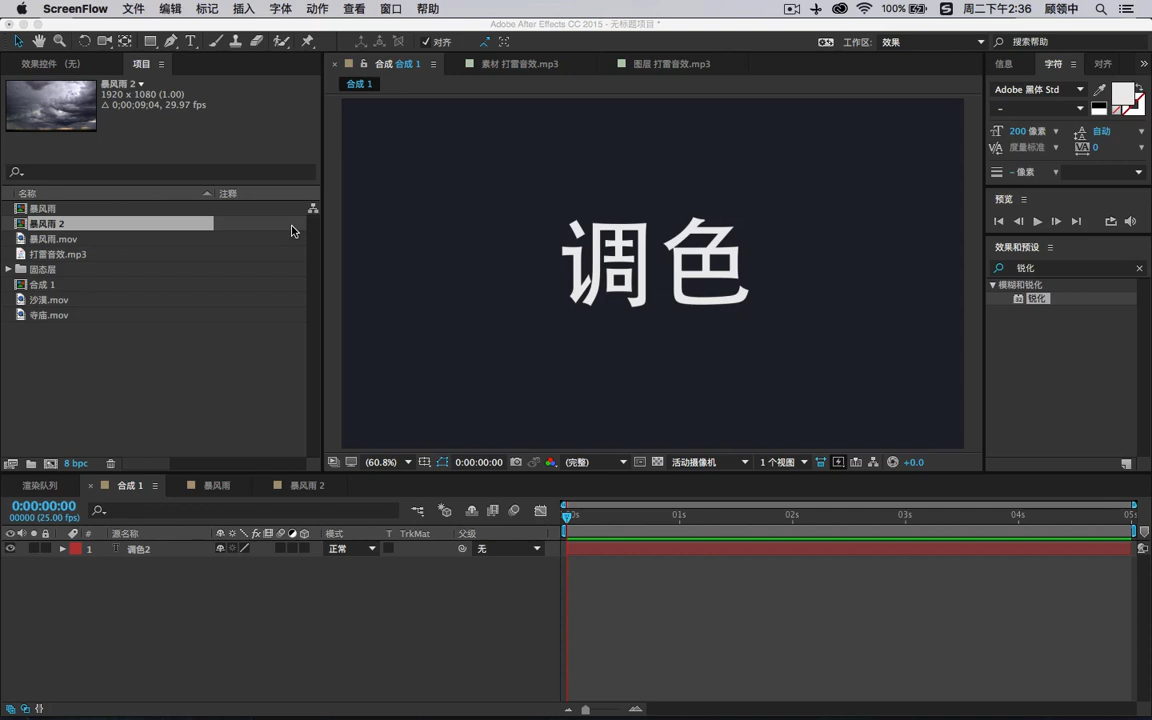 ScreenFlow 文件 编辑 标记 插入 字体 动作 查看 窗口 帮助 100% 周二下午2:36 顾领中
Adobe After Effects CC 2015 - 无标题项目 *
对齐 工作区: 效果 搜索帮助
效果控件 (无) 项目 合成 合成 1 素材 打雷音效.mp3 图层 打雷音效.mp3 信息 字符 对齐
合成 1
暴风雨 2
1920 x 1080 (1.00)
Δ 0;00;09;04, 29.97 fps
Adobe 黑体 Std
-
200 像素 自动
度量标准 0
- 像素
预览
效果和预设
锐化
模糊和锐化
锐化
名称 注释
暴风雨
暴风雨 2
暴风雨.mov
打雷音效.mp3
固态层
合成 1
沙漠.mov
寺庙.mov
调色
8 bpc
(60.8%) 0:00:00:00 (完整) 活动摄像机 1 个视图 +0.0
渲染队列 合成 1 暴风雨 暴风雨 2
0:00:00:00
00000 (25.00 fps)
01s 02s 03s 04s
# 源名称 模式 T TrkMat 父级
1 T 调色2 正常 无